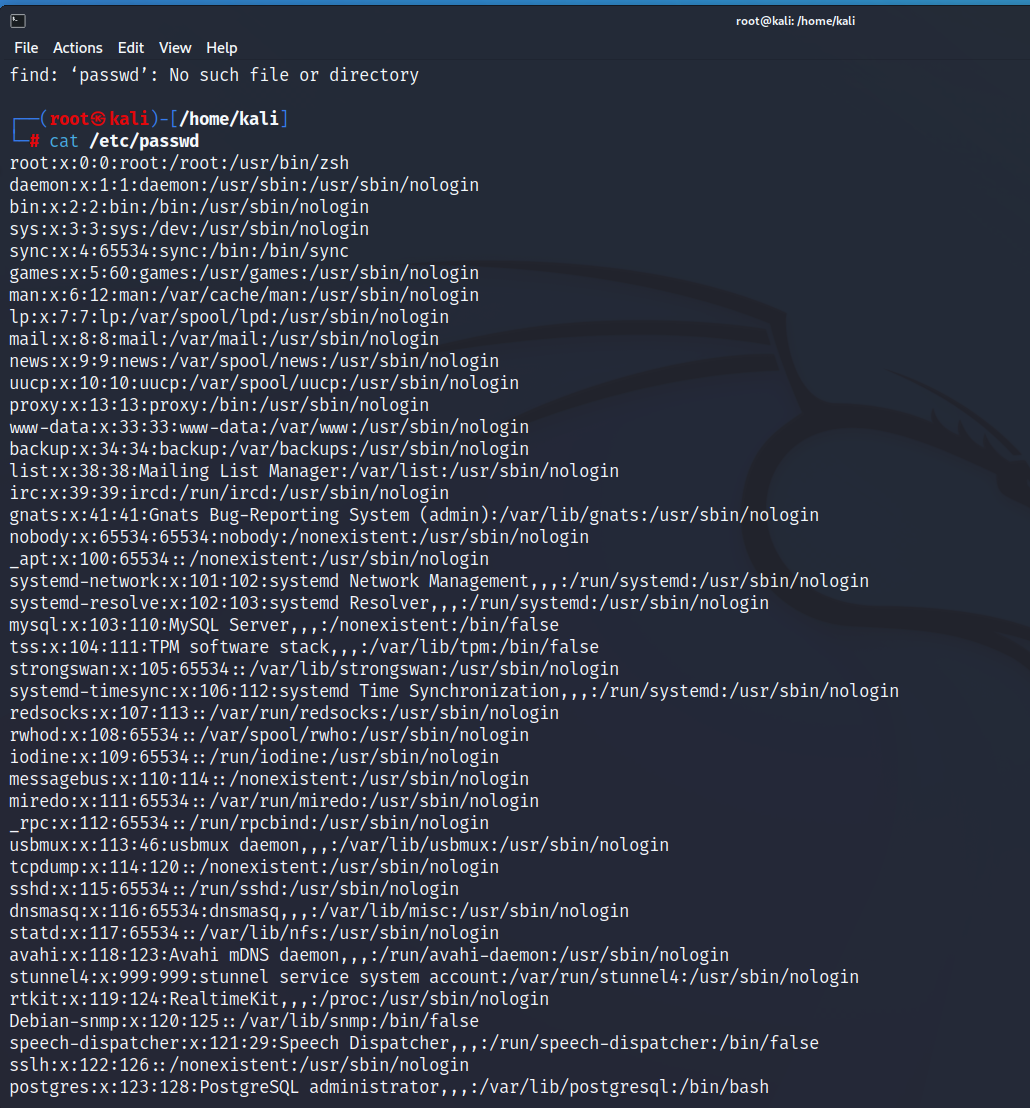 root@kali: /home/kali
File Actions Edit View Help
find: ‘passwd’: No such file or directory
┌──(root㉿kali)-[/home/kali]
└─# cat /etc/passwd
root:x:0:0:root:/root:/usr/bin/zsh
daemon:x:1:1:daemon:/usr/sbin:/usr/sbin/nologin
bin:x:2:2:bin:/bin:/usr/sbin/nologin
sys:x:3:3:sys:/dev:/usr/sbin/nologin
sync:x:4:65534:sync:/bin:/bin/sync
games:x:5:60:games:/usr/games:/usr/sbin/nologin
man:x:6:12:man:/var/cache/man:/usr/sbin/nologin
lp:x:7:7:lp:/var/spool/lpd:/usr/sbin/nologin
mail:x:8:8:mail:/var/mail:/usr/sbin/nologin
news:x:9:9:news:/var/spool/news:/usr/sbin/nologin
uucp:x:10:10:uucp:/var/spool/uucp:/usr/sbin/nologin
proxy:x:13:13:proxy:/bin:/usr/sbin/nologin
www-data:x:33:33:www-data:/var/www:/usr/sbin/nologin
backup:x:34:34:backup:/var/backups:/usr/sbin/nologin
list:x:38:38:Mailing List Manager:/var/list:/usr/sbin/nologin
irc:x:39:39:ircd:/run/ircd:/usr/sbin/nologin
gnats:x:41:41:Gnats Bug-Reporting System (admin):/var/lib/gnats:/usr/sbin/nologin
nobody:x:65534:65534:nobody:/nonexistent:/usr/sbin/nologin
_apt:x:100:65534::/nonexistent:/usr/sbin/nologin
systemd-network:x:101:102:systemd Network Management,,,:/run/systemd:/usr/sbin/nologin
systemd-resolve:x:102:103:systemd Resolver,,,:/run/systemd:/usr/sbin/nologin
mysql:x:103:110:MySQL Server,,,:/nonexistent:/bin/false
tss:x:104:111:TPM software stack,,,:/var/lib/tpm:/bin/false
strongswan:x:105:65534::/var/lib/strongswan:/usr/sbin/nologin
systemd-timesync:x:106:112:systemd Time Synchronization,,,:/run/systemd:/usr/sbin/nologin
redsocks:x:107:113::/var/run/redsocks:/usr/sbin/nologin
rwhod:x:108:65534::/var/spool/rwho:/usr/sbin/nologin
iodine:x:109:65534::/run/iodine:/usr/sbin/nologin
messagebus:x:110:114::/nonexistent:/usr/sbin/nologin
miredo:x:111:65534::/var/run/miredo:/usr/sbin/nologin
_rpc:x:112:65534::/run/rpcbind:/usr/sbin/nologin
usbmux:x:113:46:usbmux daemon,,,:/var/lib/usbmux:/usr/sbin/nologin
tcpdump:x:114:120::/nonexistent:/usr/sbin/nologin
sshd:x:115:65534::/run/sshd:/usr/sbin/nologin
dnsmasq:x:116:65534:dnsmasq,,,:/var/lib/misc:/usr/sbin/nologin
statd:x:117:65534::/var/lib/nfs:/usr/sbin/nologin
avahi:x:118:123:Avahi mDNS daemon,,,:/run/avahi-daemon:/usr/sbin/nologin
stunnel4:x:999:999:stunnel service system account:/var/run/stunnel4:/usr/sbin/nologin
rtkit:x:119:124:RealtimeKit,,,:/proc:/usr/sbin/nologin
Debian-snmp:x:120:125::/var/lib/snmp:/bin/false
speech-dispatcher:x:121:29:Speech Dispatcher,,,:/run/speech-dispatcher:/bin/false
sslh:x:122:126::/nonexistent:/usr/sbin/nologin
postgres:x:123:128:PostgreSQL administrator,,,:/var/lib/postgresql:/bin/bash